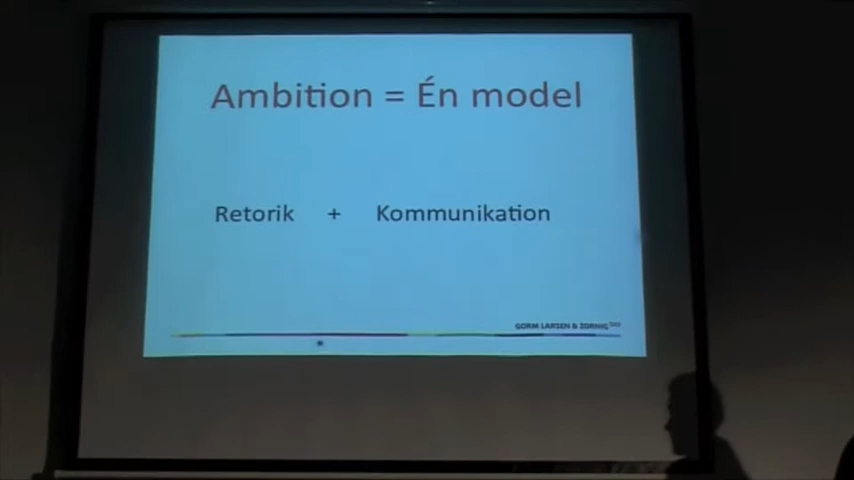 Ambition = Én model
Retorik + Kommunikation
GORM LARSEN & ZORNIG